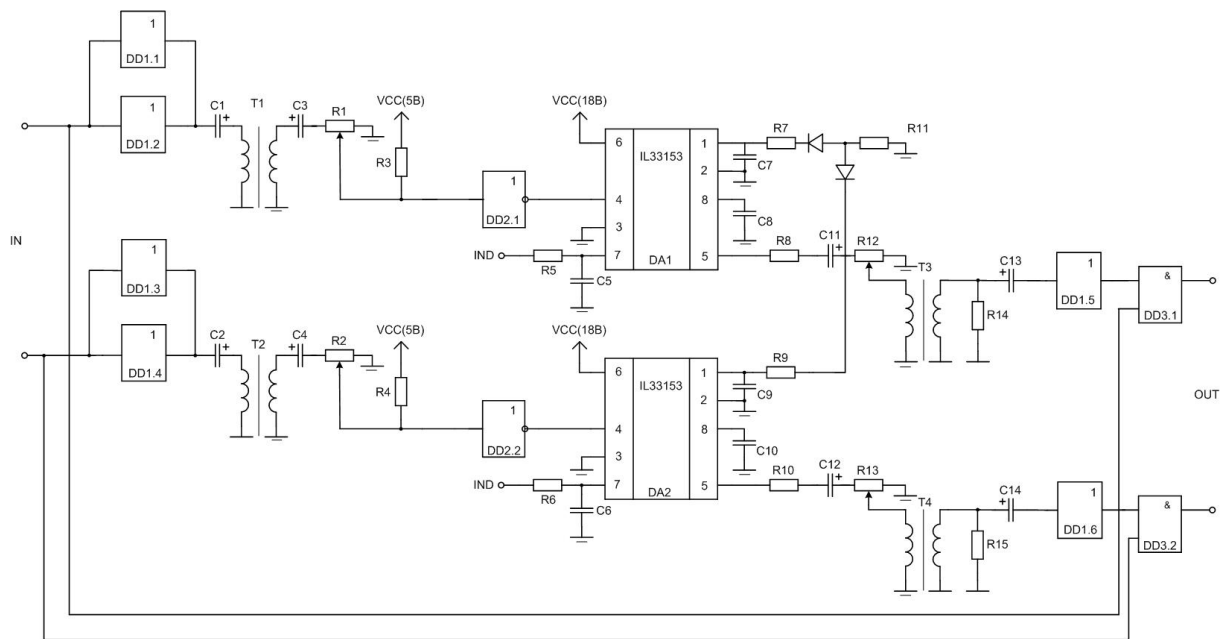 1
DD1.1
C1
+
T1
C3
+
R1
VCC(5В)
VCC(18В)
1
DD1.2
R3
6
IL33153
1
R7
R11
C7
2
1
DD2.1
4
8
C8
3
IN
1
DD1.3
IND
R5
7
DA1
5
R8
C11
+
R12
C5
T3
C13
+
1
DD1.5
&
DD3.1
R14
1
DD1.4
C2
+
T2
C4
+
R2
VCC(5В)
VCC(18В)
R4
6
IL33153
1
R9
C9
2
OUT
1
DD2.2
4
8
C10
3
IND
R6
7
DA2
5
R10
C12
+
R13
C6
T4
C14
+
1
DD1.6
&
DD3.2
R15